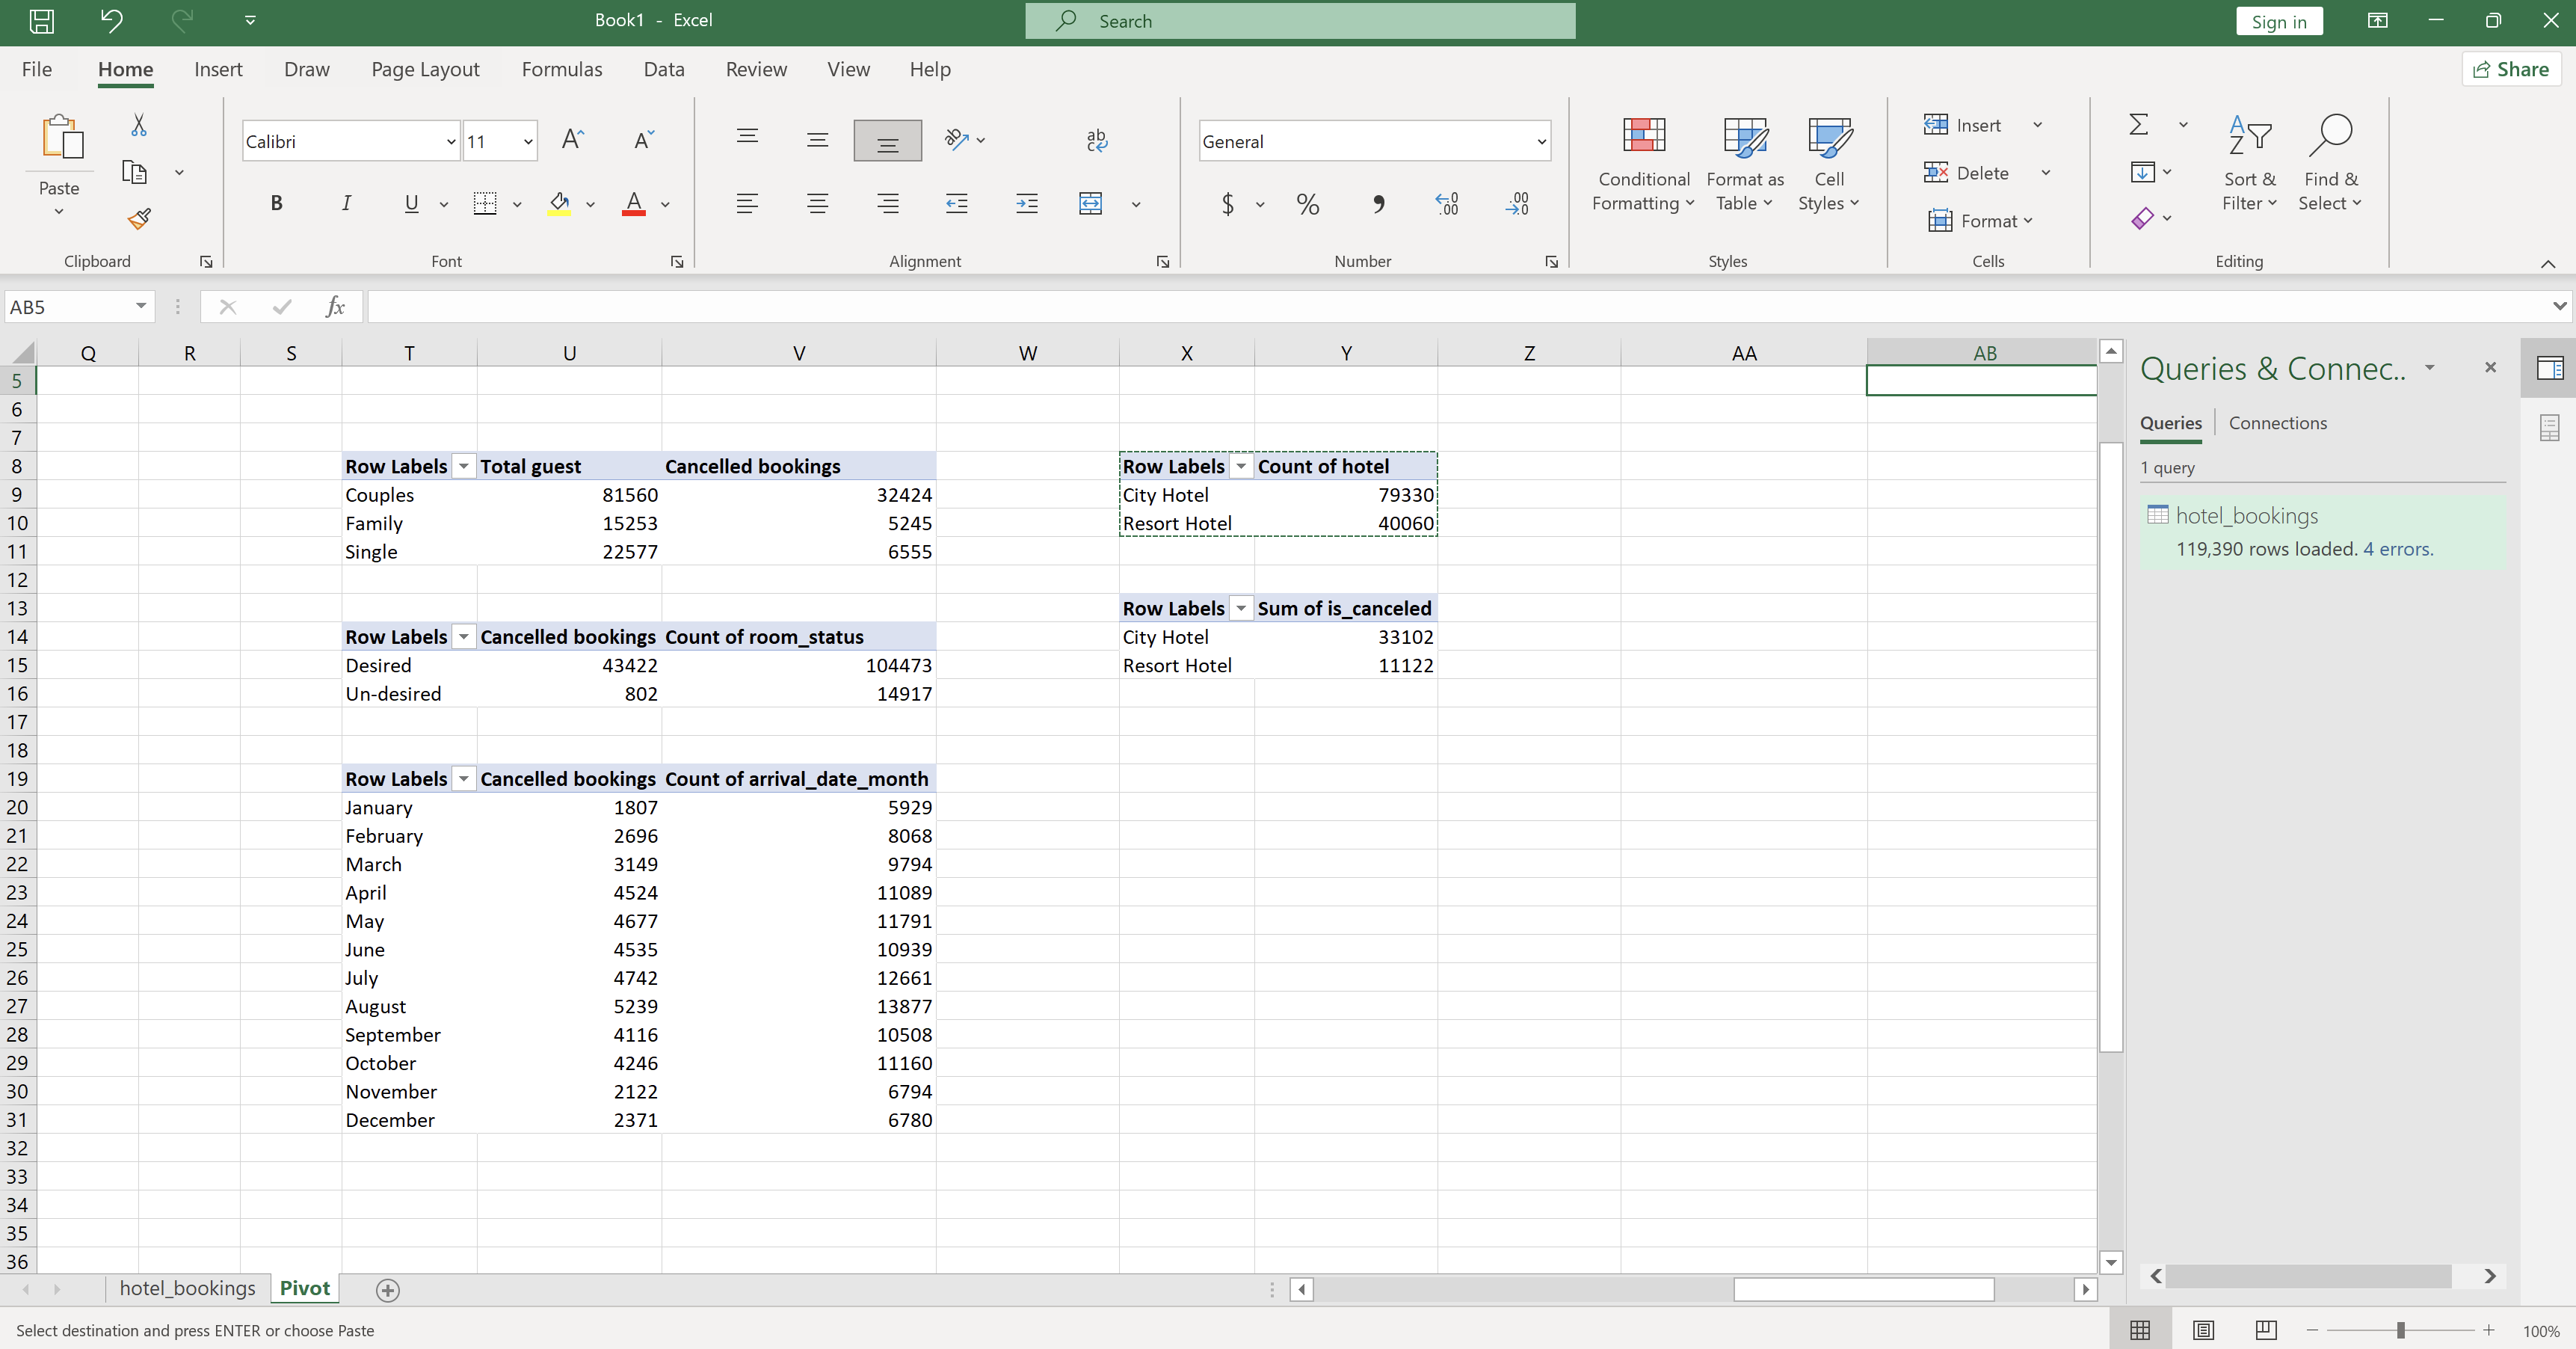 Book1 - Excel
Search
Sign in
File Home Insert Draw Page Layout Formulas Data Review View Help
Share
Paste
Clipboard
Calibri 11
B I U
Font
Alignment
General
Number
Conditional Formatting
Format as Table
Cell Styles
Styles
Insert
Delete
Format
Cells
Sort & Filter
Find & Select
Editing
AB5
fx
Q R S T U V W X Y Z AA AB
5
6
7
8 Row Labels Total guest Cancelled bookings Row Labels Count of hotel
9 Couples 81560 32424 City Hotel 79330
10 Family 15253 5245 Resort Hotel 40060
11 Single 22577 6555
12
13 Row Labels Sum of is_canceled
14 Row Labels Cancelled bookings Count of room_status City Hotel 33102
15 Desired 43422 104473 Resort Hotel 11122
16 Un-desired 802 14917
17
18
19 Row Labels Cancelled bookings Count of arrival_date_month
20 January 1807 5929
21 February 2696 8068
22 March 3149 9794
23 April 4524 11089
24 May 4677 11791
25 June 4535 10939
26 July 4742 12661
27 August 5239 13877
28 September 4116 10508
29 October 4246 11160
30 November 2122 6794
31 December 2371 6780
32
33
34
35
36
Queries & Connec..
Queries Connections
1 query
hotel_bookings
119,390 rows loaded. 4 errors.
hotel_bookings Pivot
Select destination and press ENTER or choose Paste
100%